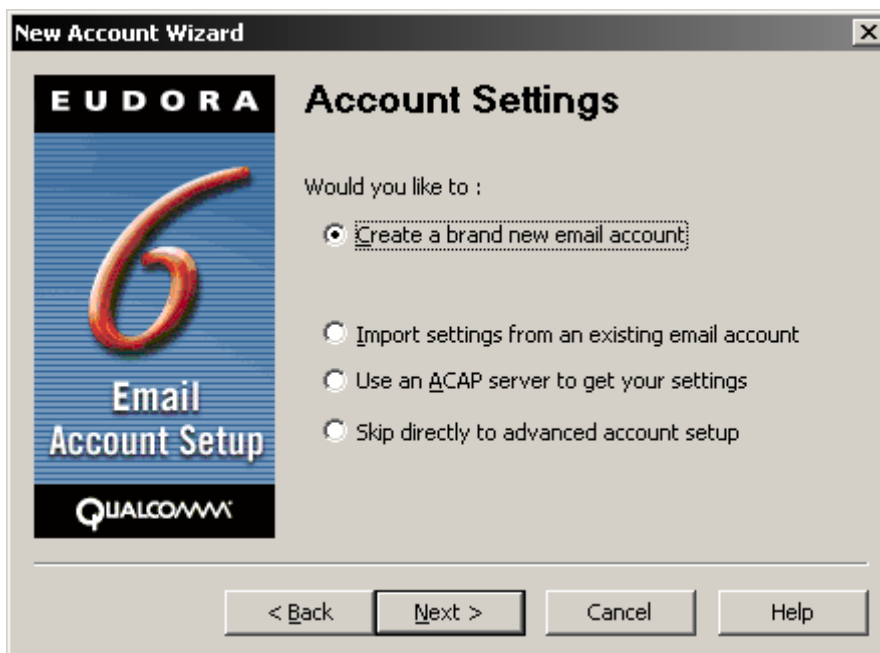 New Account Wizard
EUDORA
6
Email
Account Setup
QUALCOMM
Account Settings
Would you like to :
Create a brand new email account
Import settings from an existing email account
Use an ACAP server to get your settings
Skip directly to advanced account setup
< Back
Next >
Cancel
Help